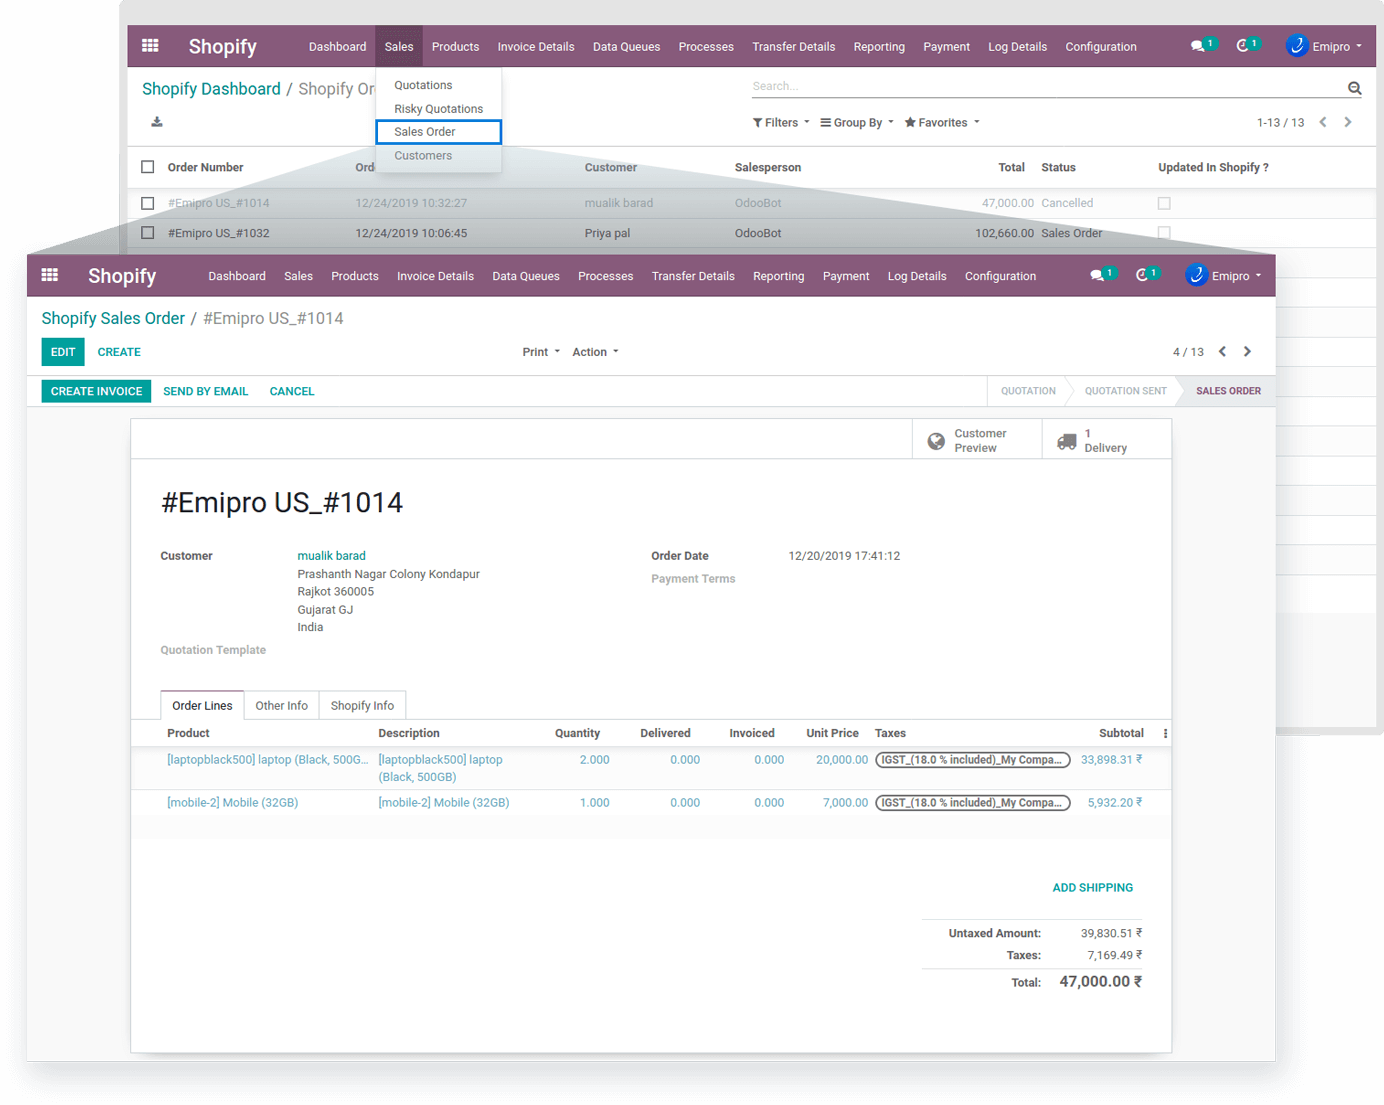 Shopify Dashboard Sales Products Invoice Details Data Queues Processes Transfer Details Reporting Payment Log Details Configuration 1 1 Emipro
Shopify Dashboard / Shopify Or
Search...
Quotations
Risky Quotations
Sales Order
Customers
Filters Group By Favorites 1-13 / 13
Order Number Customer Salesperson Total Status Updated In Shopify ?
#Emipro US_#1014 12/24/2019 10:32:27 mualik barad OdooBot 47,000.00 Cancelled
#Emipro US_#1032 12/24/2019 10:06:45 Priya pal OdooBot 102,660.00 Sales Order
Shopify Dashboard Sales Products Invoice Details Data Queues Processes Transfer Details Reporting Payment Log Details Configuration 1 1 Emipro
Shopify Sales Order / #Emipro US_#1014
EDIT CREATE Print Action 4 / 13
CREATE INVOICE SEND BY EMAIL CANCEL QUOTATION QUOTATION SENT SALES ORDER
Customer Preview
1 Delivery
#Emipro US_#1014
Customer mualik barad Order Date 12/20/2019 17:41:12
Prashanth Nagar Colony Kondapur Payment Terms
Rajkot 360005
Gujarat GJ
India
Quotation Template
Order Lines Other Info Shopify Info
Product Description Quantity Delivered Invoiced Unit Price Taxes Subtotal
[laptopblack500] laptop (Black, 500G... [laptopblack500] laptop 2.000 0.000 0.000 20,000.00 IGST_(18.0 % included)_My Compa... 33,898.31 ₹
(Black, 500GB)
[mobile-2] Mobile (32GB) [mobile-2] Mobile (32GB) 1.000 0.000 0.000 7,000.00 IGST_(18.0 % included)_My Compa... 5,932.20 ₹
ADD SHIPPING
Untaxed Amount: 39,830.51 ₹
Taxes: 7,169.49 ₹
Total: 47,000.00 ₹